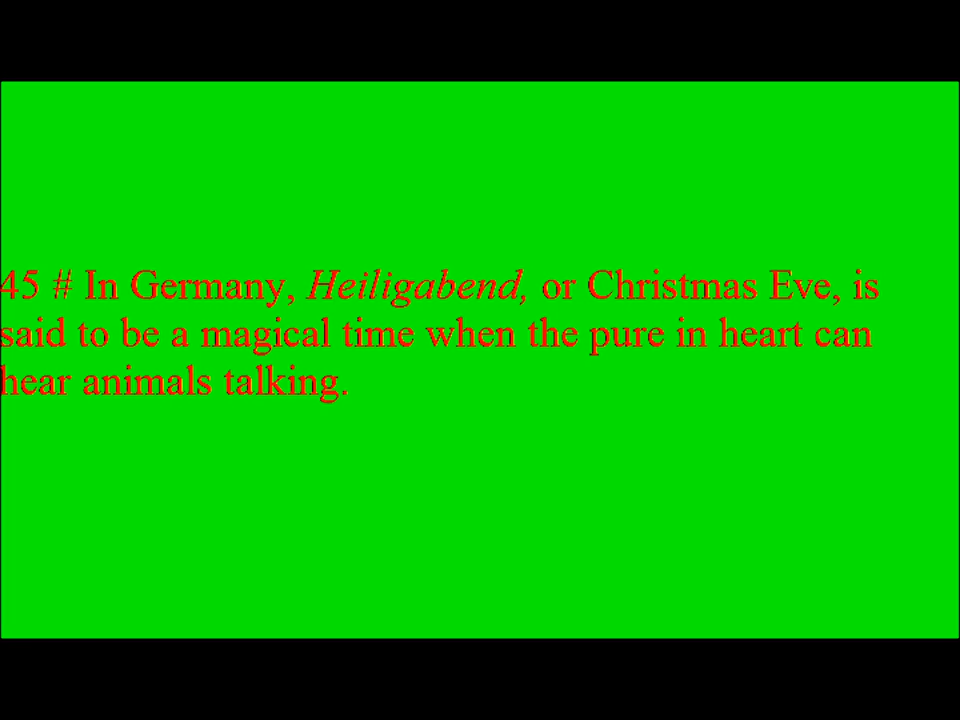 45 # In Germany, Heiligabend, or Christmas Eve, is
said to be a magical time when the pure in heart can
hear animals talking.